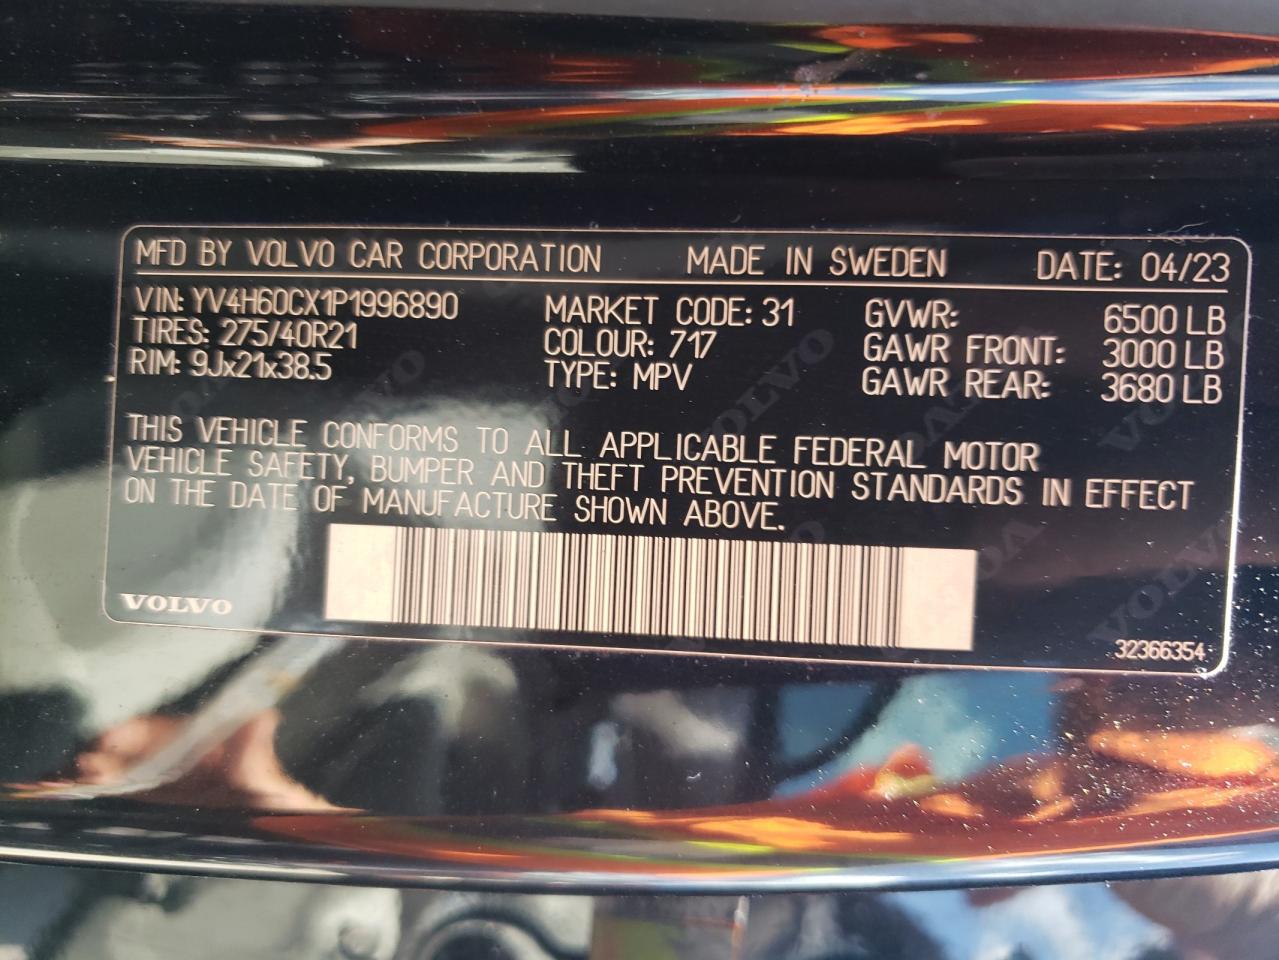 MFD BY VOLVO CAR CORPORATION MADE IN SWEDEN DATE: 04/23
VIN: YV4H60CX1P1996890 MARKET CODE: 31 GVWR: 6500 LB
TIRES: 275/40R21 COLOUR: 717 GAWR FRONT: 3000 LB
RIM: 9Jx21x38.5 TYPE: MPV GAWR REAR: 3680 LB
THIS VEHICLE CONFORMS TO ALL APPLICABLE FEDERAL MOTOR
VEHICLE SAFETY, BUMPER AND THEFT PREVENTION STANDARDS IN EFFECT
ON THE DATE OF MANUFACTURE SHOWN ABOVE.
VOLVO
32366354